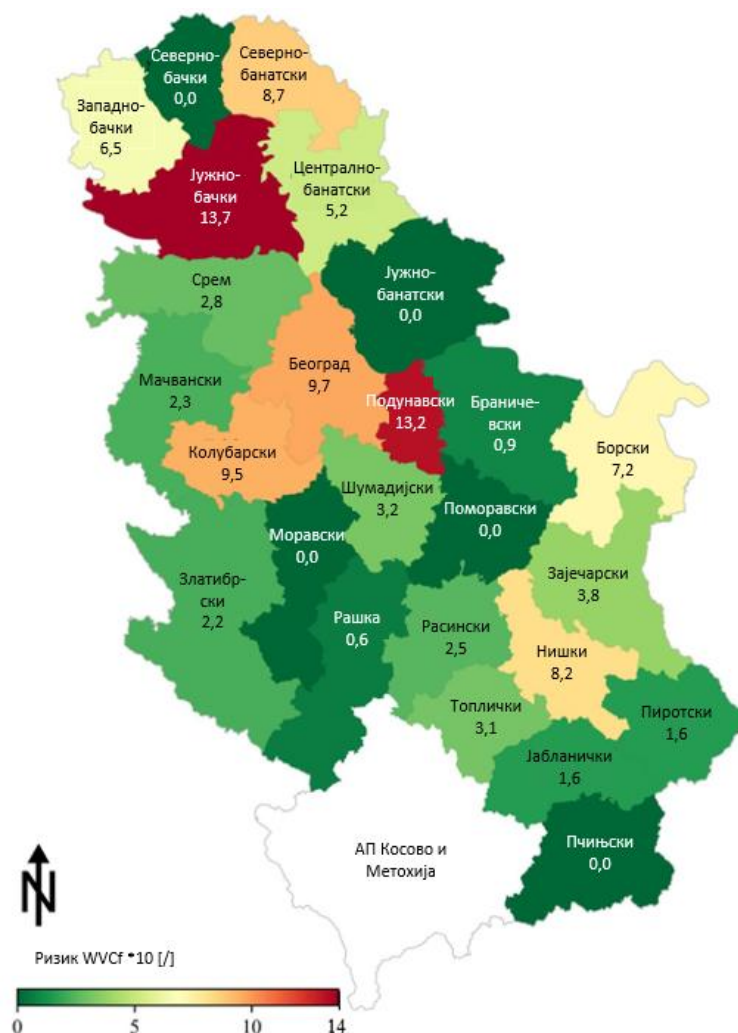 Северно-
бачки
0,0
Северно-
банатски
8,7
Западно-
бачки
6,5
Јужно-
бачки
13,7
Централно-
банатски
5,2
Јужно-
банатски
0,0
Срем
2,8
Београд
9,7
Мачвански
2,3
Подунавски
13,2
Браниче-
вски
0,9
Борски
7,2
Колубарски
9,5
Шумадијски
3,2
Поморавски
0,0
Моравски
0,0
Златибр-
ски
2,2
Зајечарски
3,8
Рашка
0,6
Расински
2,5
Нишки
8,2
Топлички
3,1
Пиротски
1,6
Јабланички
1,6
Пчињски
0,0
АП Косово и
Метохија
N
Ризик WVCf *10 [/]
0 5 10 14